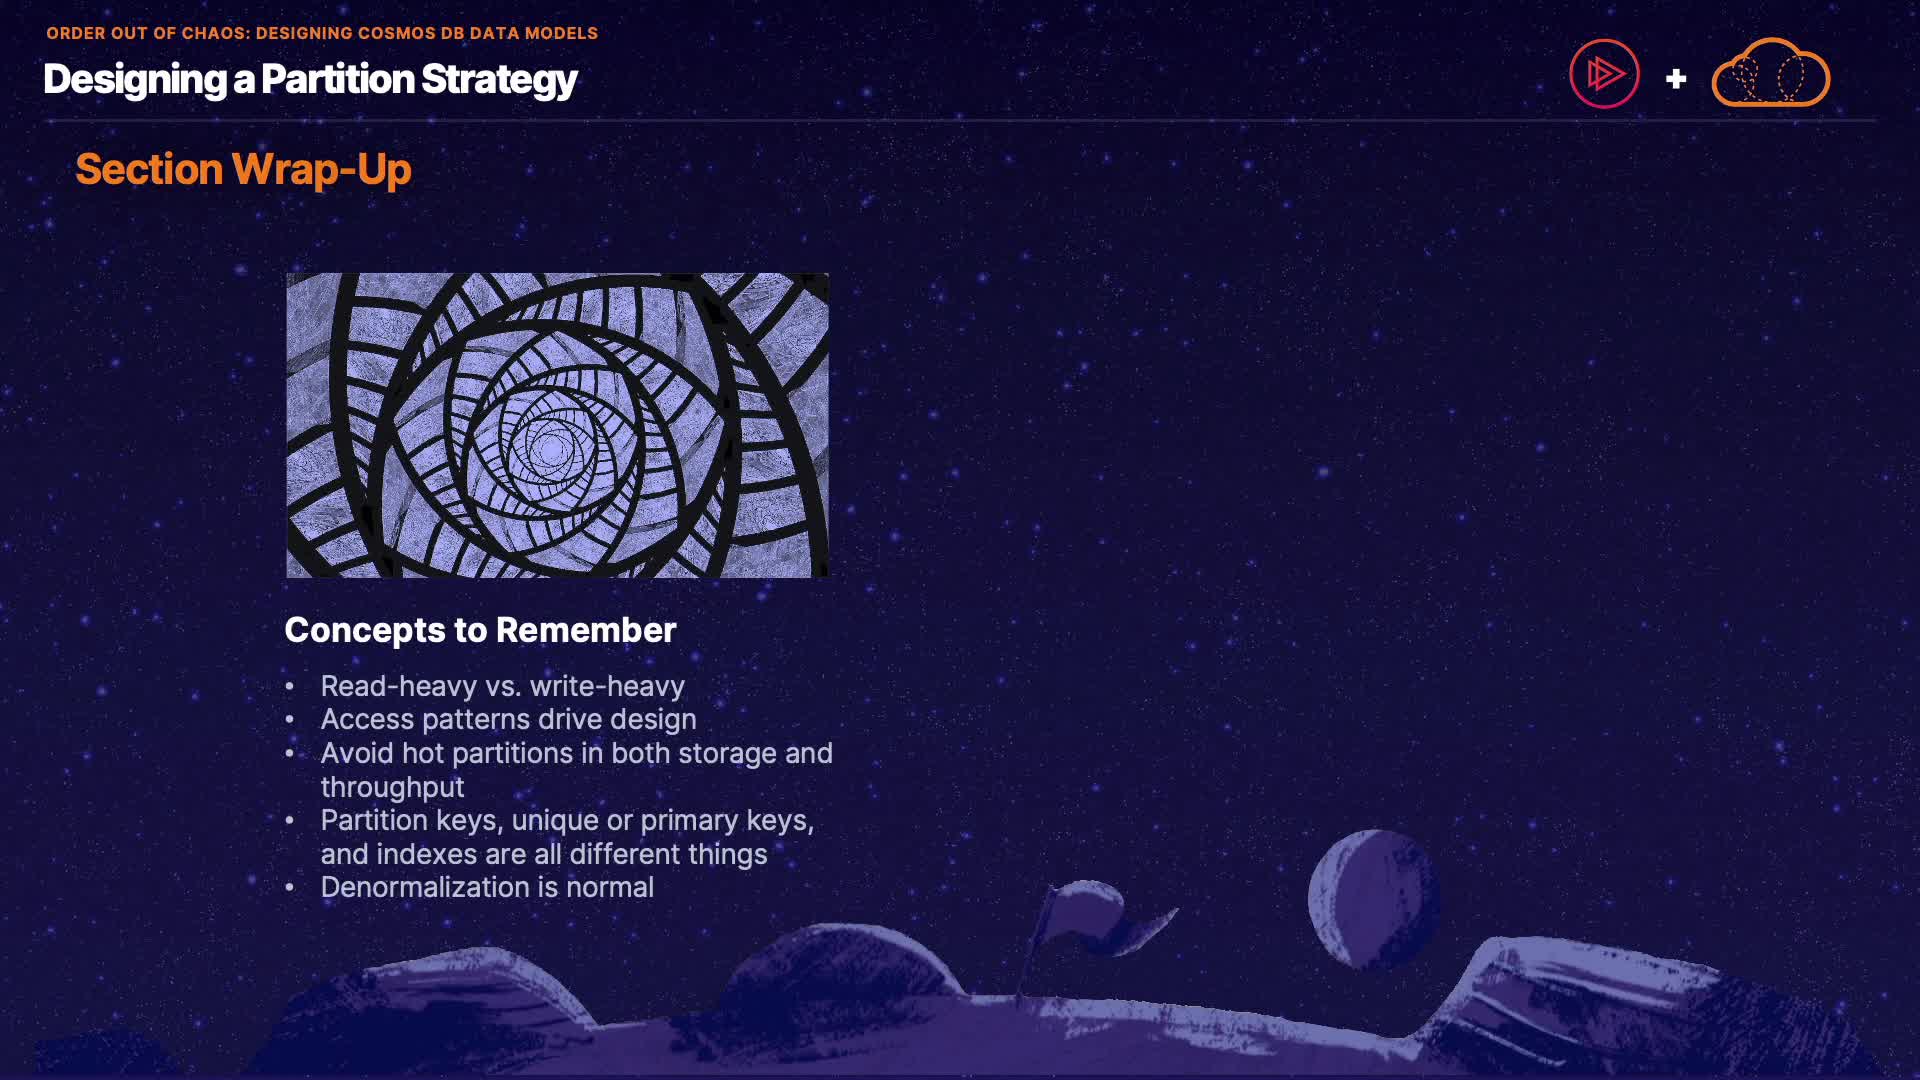 ORDER OUT OF CHAOS: DESIGNING COSMOS DB DATA MODELS
Designing a Partition Strategy
+
Section Wrap-Up
Concepts to Remember
• Read-heavy vs. write-heavy
• Access patterns drive design
• Avoid hot partitions in both storage and
throughput
• Partition keys, unique or primary keys,
and indexes are all different things
• Denormalization is normal